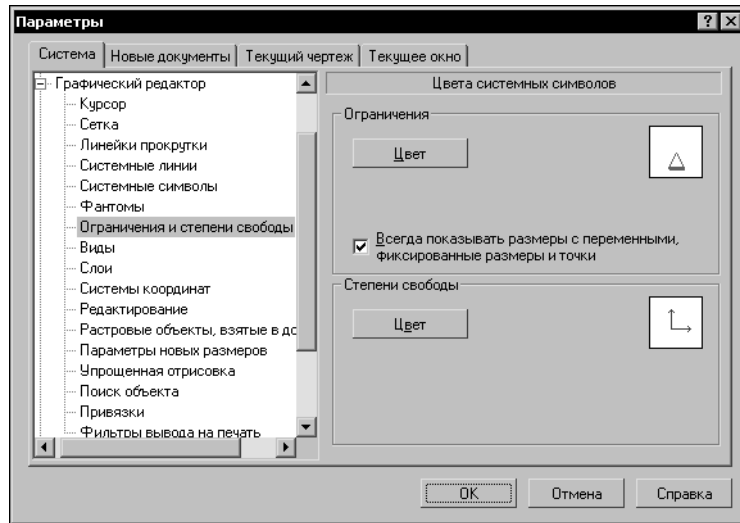 Параметры
Система
Новые документы
Текущий чертеж
Текущее окно
Графический редактор
Курсор
Сетка
Линейки прокрутки
Системные линии
Системные символы
Фантомы
Ограничения и степени свободы
Виды
Слои
Системы координат
Редактирование
Растровые объекты, взятые в до
Параметры новых размеров
Упрощенная отрисовка
Поиск объекта
Привязки
Фильтры вывода на печать
Цвета системных символов
Ограничения
Цвет
Всегда показывать размеры с переменными,
фиксированные размеры и точки
Степени свободы
Цвет
OK
Отмена
Справка